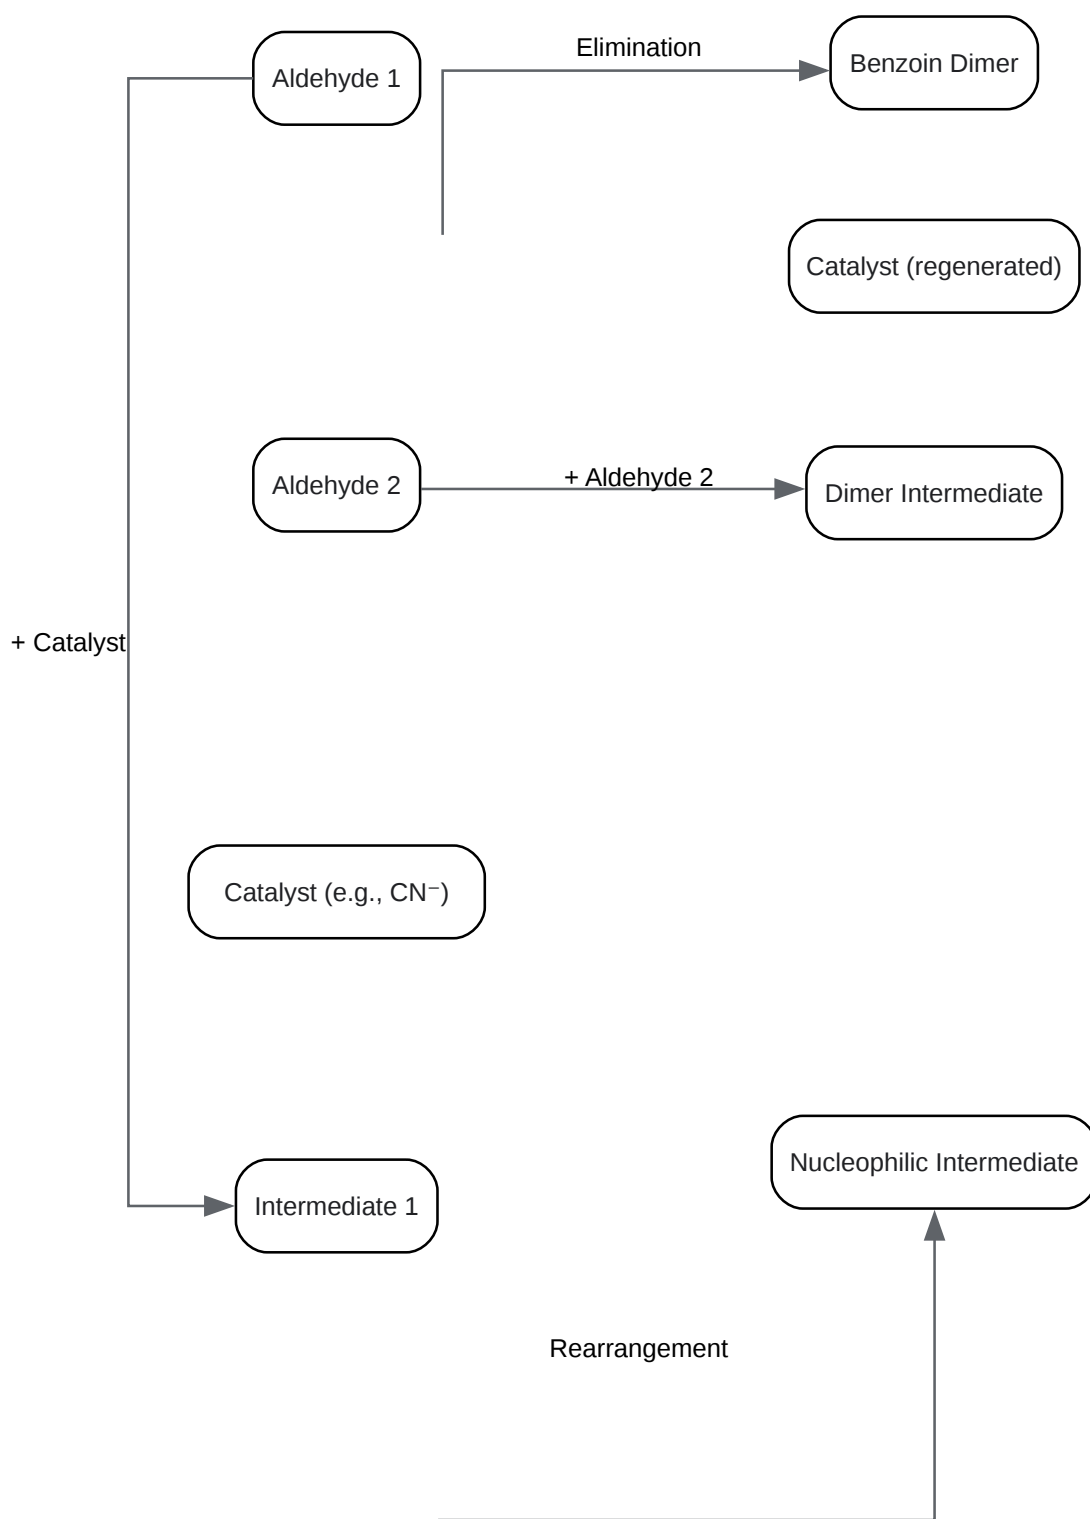 Elimination
Aldehyde 1
Benzoin Dimer
Catalyst (regenerated)
+ Aldehyde 2
Aldehyde 2
Dimer Intermediate
+ Catalyst
Catalyst (e.g., CN⁻)
Nucleophilic Intermediate
Intermediate 1
Rearrangement